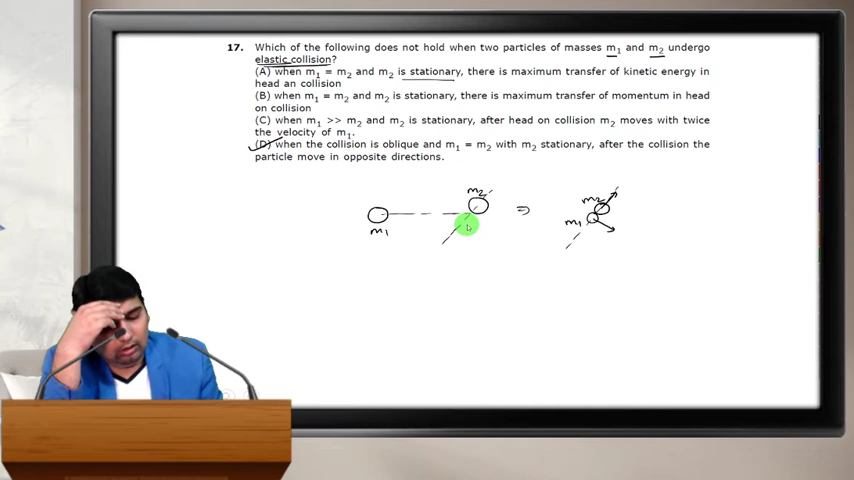 17. Which of the following does not hold when two particles of masses m1 and m2 undergo
elastic collision?
(A) when m1 = m2 and m2 is stationary, there is maximum transfer of kinetic energy in
head an collision
(B) when m1 = m2 and m2 is stationary, there is maximum transfer of momentum in head
on collision
(C) when m1 >> m2 and m2 is stationary, after head on collision m2 moves with twice
the velocity of m1.
(D) when the collision is oblique and m1 = m2 with m2 stationary, after the collision the
particle move in opposite directions.
m2
m1
⇒
m2
m1